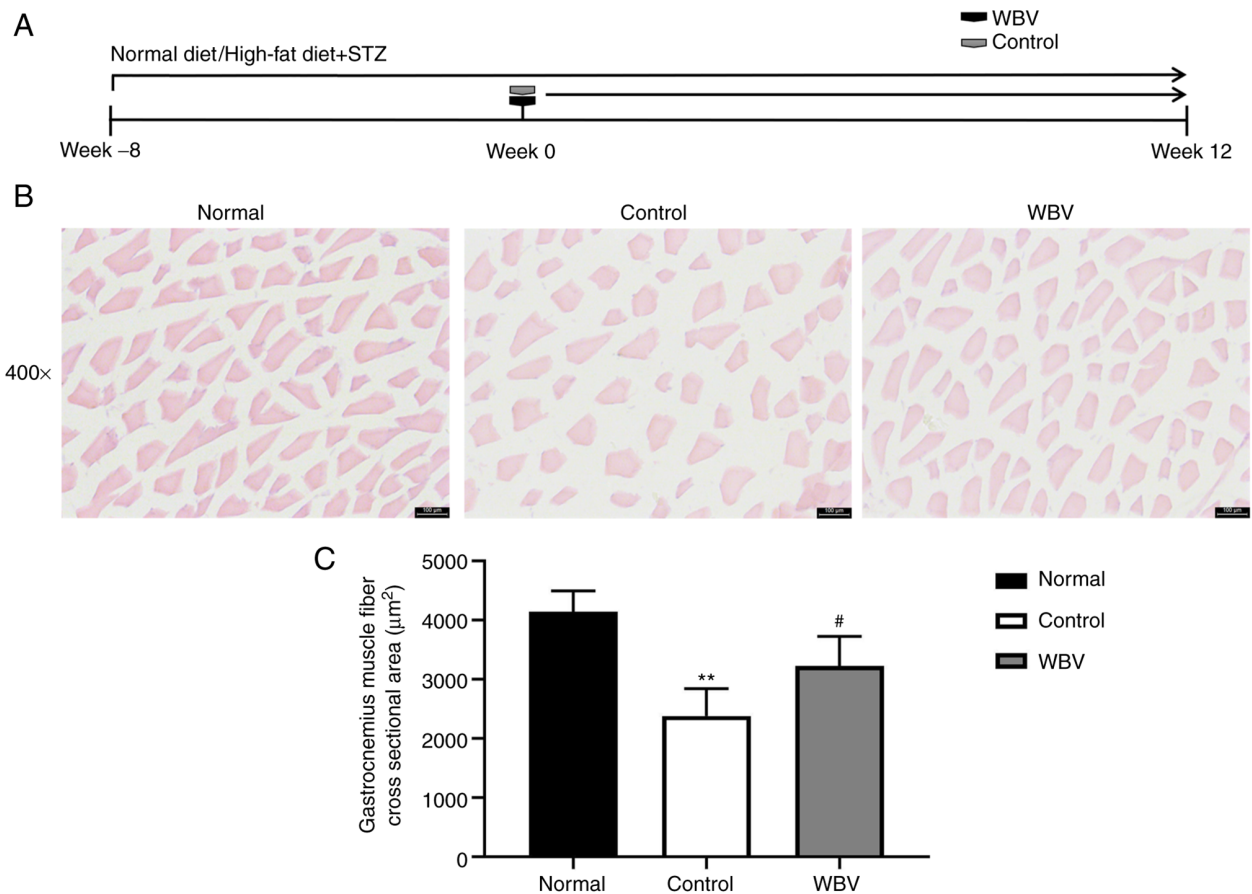 A
WBV
Control
Normal diet/High-fat diet+STZ
Week –8
Week 0
Week 12
B
Normal
Control
WBV
400×
100 µm
100 µm
100 µm
C
Gastrocnemius muscle fiber
cross sectional area (µm²)
5000
4000
3000
2000
1000
0
**
#
Normal
Control
WBV
Normal
Control
WBV